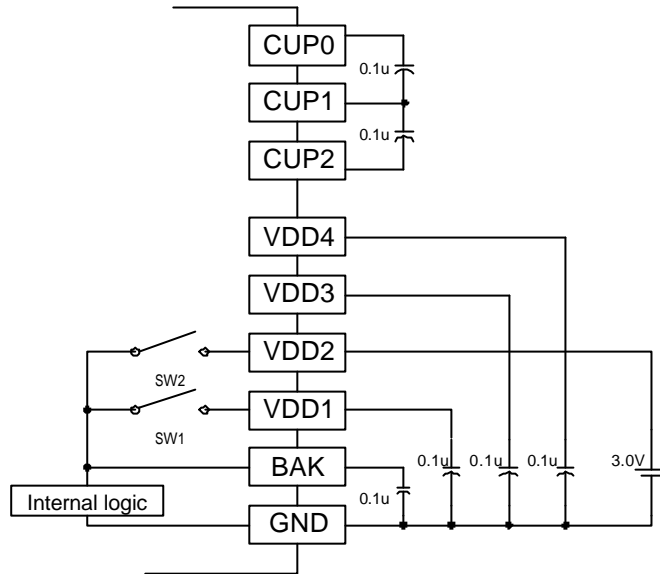 CUP0
0.1u
CUP1
0.1u
CUP2
VDD4
VDD3
VDD2
SW2
VDD1
SW1
BAK
0.1u
0.1u
0.1u
3.0V
0.1u
Internal logic
GND